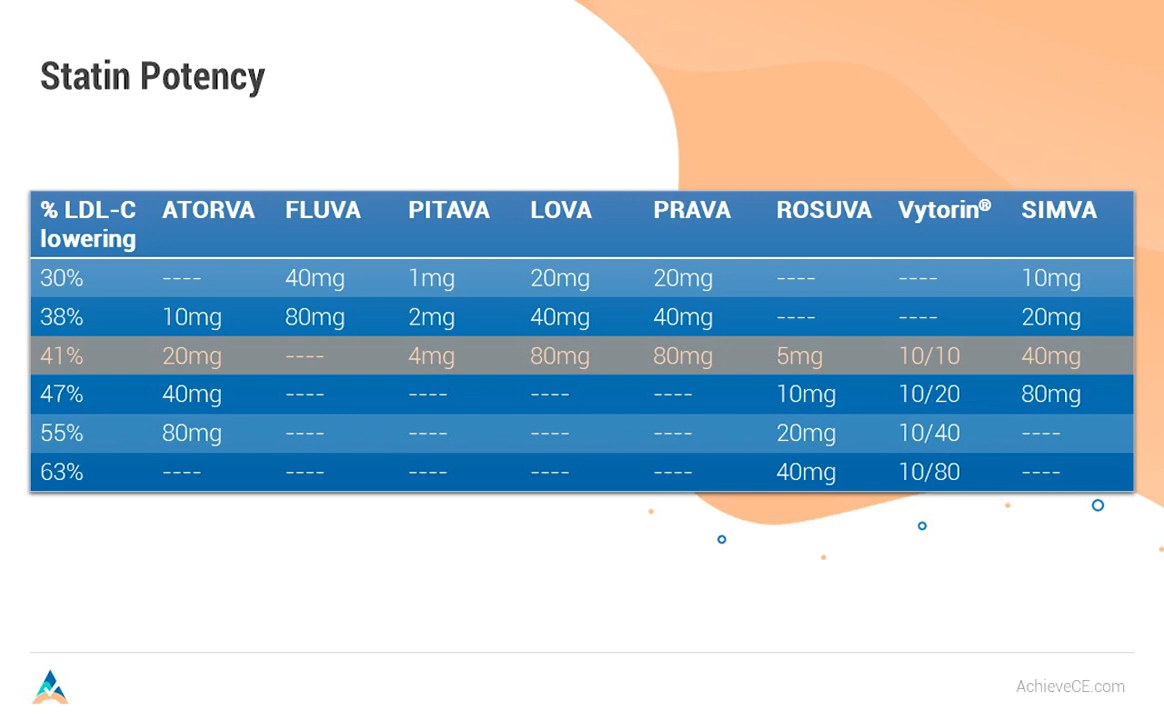 Statin Potency
% LDL-C lowering ATORVA FLUVA PITAVA LOVA PRAVA ROSUVA Vytorin® SIMVA
30% ---- 40mg 1mg 20mg 20mg ---- ---- 10mg
38% 10mg 80mg 2mg 40mg 40mg ---- ---- 20mg
41% 20mg ---- 4mg 80mg 80mg 5mg 10/10 40mg
47% 40mg ---- ---- ---- ---- 10mg 10/20 80mg
55% 80mg ---- ---- ---- ---- 20mg 10/40 ----
63% ---- ---- ---- ---- ---- 40mg 10/80 ----
AchieveCE.com